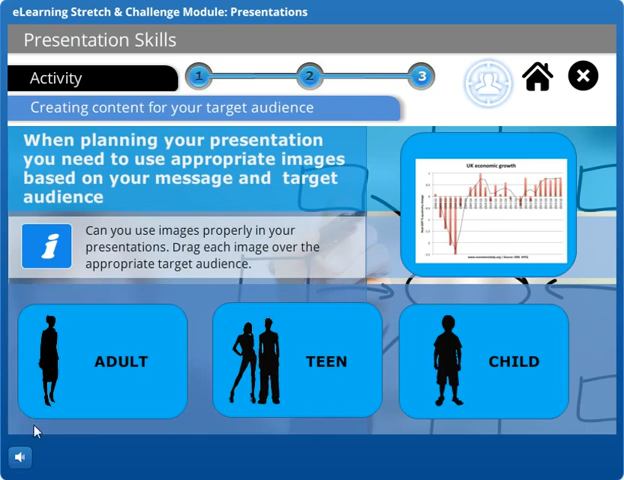 eLearning Stretch & Challenge Module: Presentations
Presentation Skills
Activity
1
2
3
Creating content for your target audience
When planning your presentation
you need to use appropriate images
based on your message and target
audience
UK economic growth
i
Can you use images properly in your
presentations. Drag each image over the
appropriate target audience.
ADULT
TEEN
CHILD